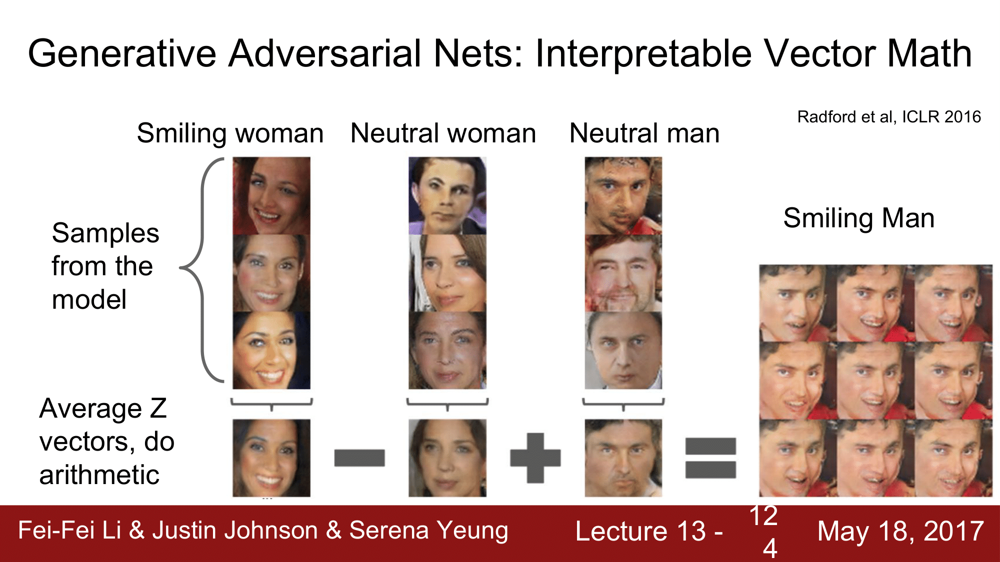 Generative Adversarial Nets: Interpretable Vector Math
Radford et al, ICLR 2016
Smiling woman
Neutral woman
Neutral man
Smiling Man
Samples
from the
model
Average Z
vectors, do
arithmetic
Fei-Fei Li & Justin Johnson & Serena Yeung
Lecture 13 -
12
4
May 18, 2017